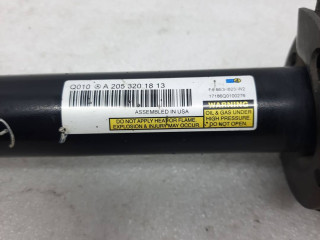 Q010 A 205 320 18 13
ASSEMBLED IN USA
DO NOT APPLY HEAT OR FLAME
EXPLOSION & INJURY MAY OCCUR
WARNING
OIL & GAS UNDER
HIGH PRESSURE
DO NOT OPEN.